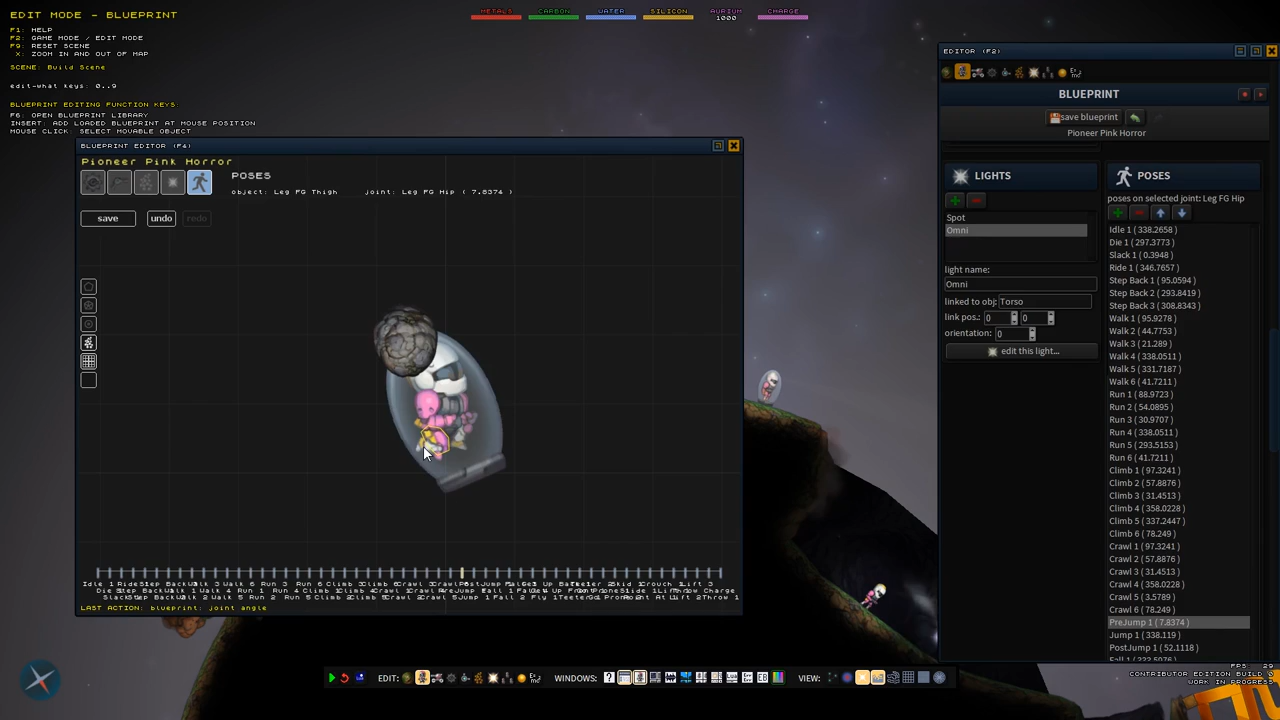 EDIT MODE - BLUEPRINT
F1: HELP
F2: GAME MODE / EDIT MODE
F9: RESET SCENE
X: ZOOM IN AND OUT OF MAP
SCENE: Build Scene
edit-what keys: 0..9
BLUEPRINT EDITING FUNCTION KEYS:
F6: OPEN BLUEPRINT LIBRARY
INSERT: ADD LOADED BLUEPRINT AT MOUSE POSITION
MOUSE CLICK: SELECT MOVABLE OBJECT
METALS CARBON WATER SILICON AURIUM CHARGE
1000
BLUEPRINT EDITOR (F4)
Pioneer Pink Horror
POSES
object: Leg FG Thigh joint: Leg FG Hip ( 7.8374 )
save undo redo
LAST ACTION: blueprint: joint angle
EDITOR (F2)
BLUEPRINT
save blueprint
Pioneer Pink Horror
LIGHTS
Spot
Omni
light name:
Omni
linked to obj: Torso
link pos.: 0 0
orientation: 0
edit this light...
POSES
poses on selected joint: Leg FG Hip
Idle 1 ( 338.2658 )
Die 1 ( 297.3773 )
Slack 1 ( 0.3948 )
Ride 1 ( 346.7657 )
Step Back 1 ( 95.0594 )
Step Back 2 ( 293.8419 )
Step Back 3 ( 308.8343 )
Walk 1 ( 95.9278 )
Walk 2 ( 44.7753 )
Walk 3 ( 21.289 )
Walk 4 ( 338.0511 )
Walk 5 ( 331.7187 )
Walk 6 ( 41.7211 )
Run 1 ( 88.9723 )
Run 2 ( 54.0895 )
Run 3 ( 30.9707 )
Run 4 ( 338.0511 )
Run 5 ( 293.5153 )
Run 6 ( 41.7211 )
Climb 1 ( 97.3241 )
Climb 2 ( 57.8876 )
Climb 3 ( 31.4513 )
Climb 4 ( 358.0228 )
Climb 5 ( 337.2447 )
Climb 6 ( 78.249 )
Crawl 1 ( 97.3241 )
Crawl 2 ( 57.8876 )
Crawl 3 ( 31.4513 )
Crawl 4 ( 358.0228 )
Crawl 5 ( 3.5789 )
Crawl 6 ( 78.249 )
PreJump 1 ( 7.8374 )
Jump 1 ( 338.119 )
PostJump 1 ( 52.1118 )
EDIT: WINDOWS: VIEW:
FPS: 29
CONTRIBUTOR EDITION BUILD 0
WORK IN PROGRESS